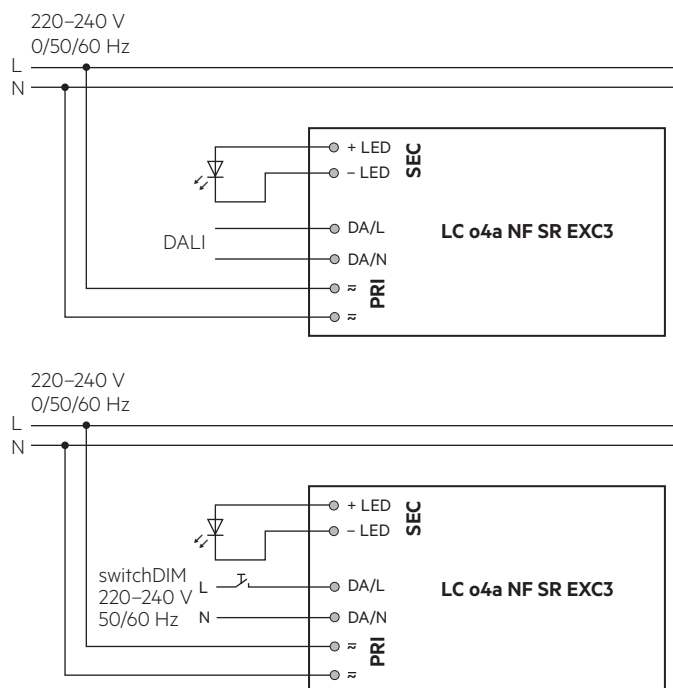 220–240 V
0/50/60 Hz
L
N
+ LED
– LED
SEC
DA/L
DALI
DA/N
LC o4a NF SR EXC3
≂
PRI
≂
220–240 V
0/50/60 Hz
L
N
+ LED
– LED
SEC
switchDIM
220–240 V
50/60 Hz
L
N
DA/L
DA/N
LC o4a NF SR EXC3
≂
PRI
≂